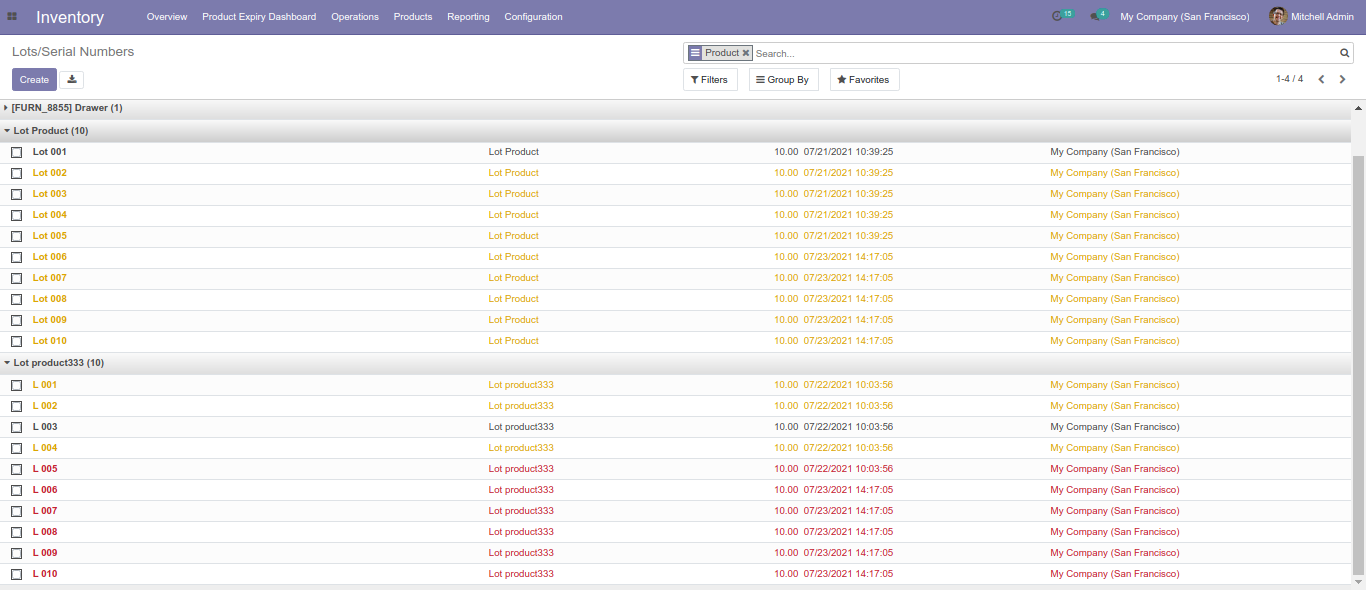 Inventory Overview Product Expiry Dashboard Operations Products Reporting Configuration 15 4 My Company (San Francisco) Mitchell Admin
Lots/Serial Numbers Product Search...
Create Filters Group By Favorites 1-4 / 4
[FURN_8855] Drawer (1)
Lot Product (10)
Lot 001 Lot Product 10.00 07/21/2021 10:39:25 My Company (San Francisco)
Lot 002 Lot Product 10.00 07/21/2021 10:39:25 My Company (San Francisco)
Lot 003 Lot Product 10.00 07/21/2021 10:39:25 My Company (San Francisco)
Lot 004 Lot Product 10.00 07/21/2021 10:39:25 My Company (San Francisco)
Lot 005 Lot Product 10.00 07/21/2021 10:39:25 My Company (San Francisco)
Lot 006 Lot Product 10.00 07/23/2021 14:17:05 My Company (San Francisco)
Lot 007 Lot Product 10.00 07/23/2021 14:17:05 My Company (San Francisco)
Lot 008 Lot Product 10.00 07/23/2021 14:17:05 My Company (San Francisco)
Lot 009 Lot Product 10.00 07/23/2021 14:17:05 My Company (San Francisco)
Lot 010 Lot Product 10.00 07/23/2021 14:17:05 My Company (San Francisco)
Lot product333 (10)
L 001 Lot product333 10.00 07/22/2021 10:03:56 My Company (San Francisco)
L 002 Lot product333 10.00 07/22/2021 10:03:56 My Company (San Francisco)
L 003 Lot product333 10.00 07/22/2021 10:03:56 My Company (San Francisco)
L 004 Lot product333 10.00 07/22/2021 10:03:56 My Company (San Francisco)
L 005 Lot product333 10.00 07/22/2021 10:03:56 My Company (San Francisco)
L 006 Lot product333 10.00 07/23/2021 14:17:05 My Company (San Francisco)
L 007 Lot product333 10.00 07/23/2021 14:17:05 My Company (San Francisco)
L 008 Lot product333 10.00 07/23/2021 14:17:05 My Company (San Francisco)
L 009 Lot product333 10.00 07/23/2021 14:17:05 My Company (San Francisco)
L 010 Lot product333 10.00 07/23/2021 14:17:05 My Company (San Francisco)